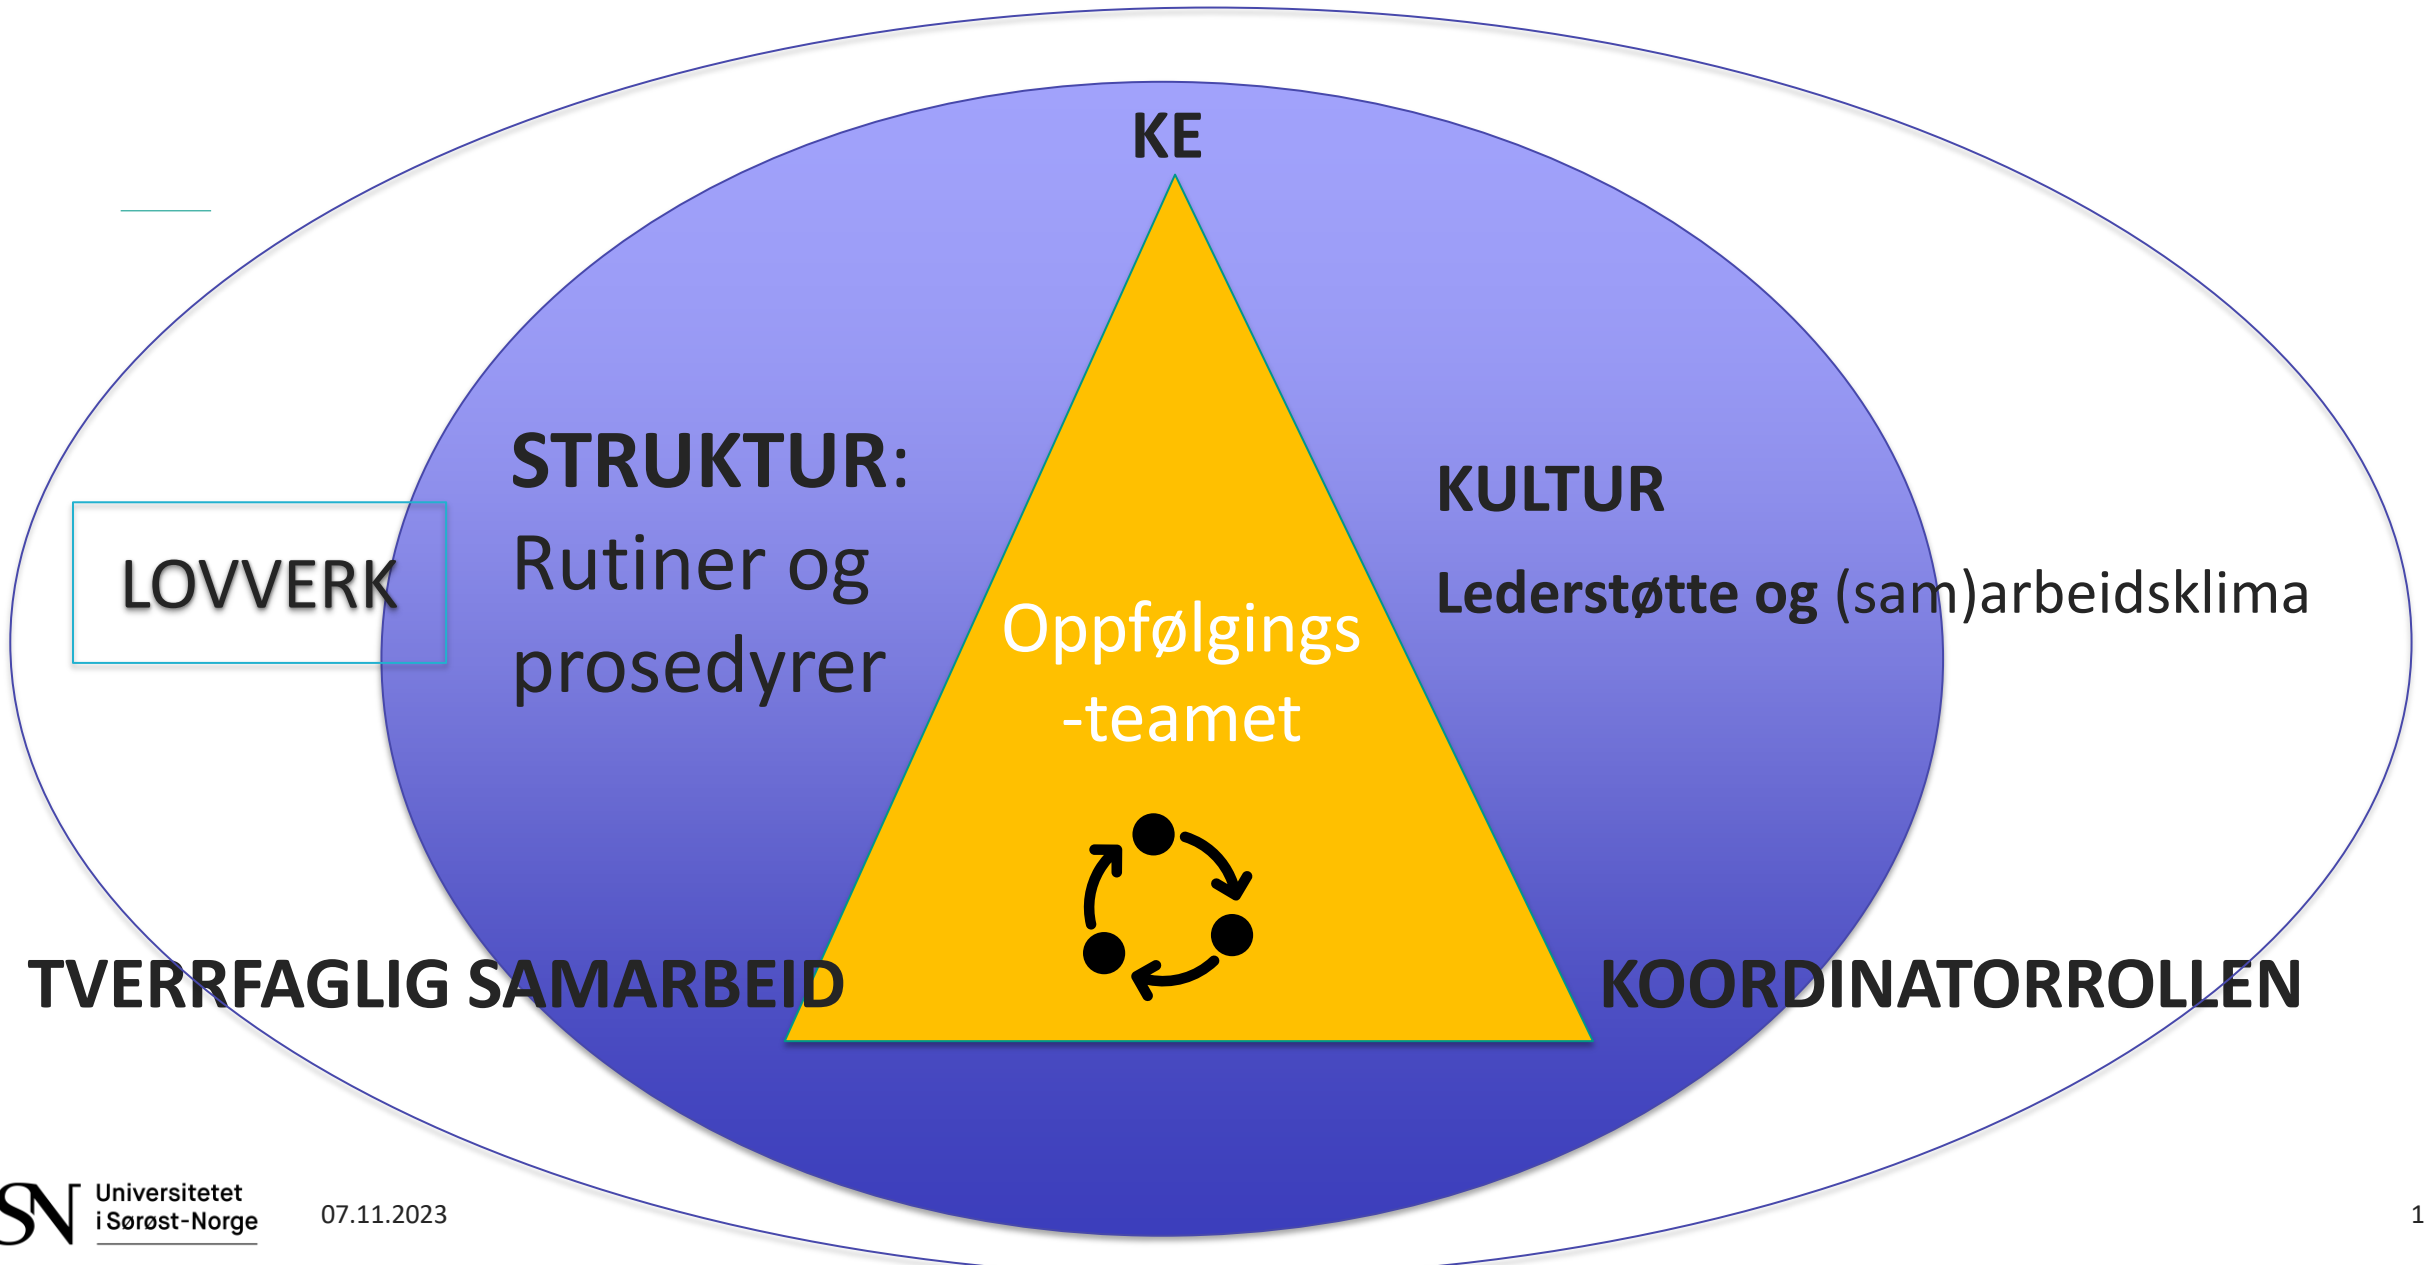 KE
STRUKTUR:
Rutiner og
prosedyrer
KULTUR
Lederstøtte og (sam)arbeidsklima
LOVVERK
Oppfølgings
-teamet
TVERRFAGLIG SAMARBEID
KOORDINATORROLLEN
SN
Universitetet
i Sørøst-Norge
07.11.2023
1